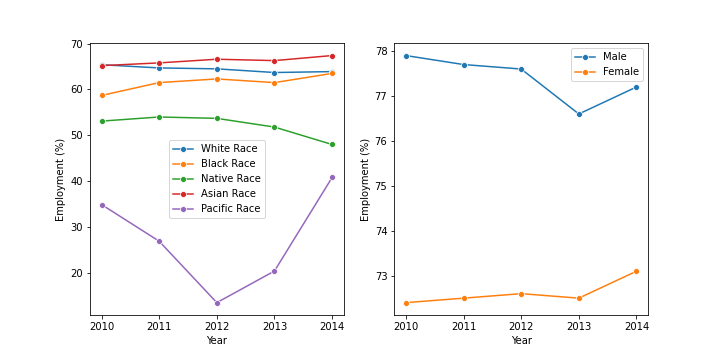 70
60
50
40
30
20
Employment (%)
2010 2011 2012 2013 2014
Year
White Race
Black Race
Native Race
Asian Race
Pacific Race
78
77
76
75
74
73
Employment (%)
2010 2011 2012 2013 2014
Year
Male
Female